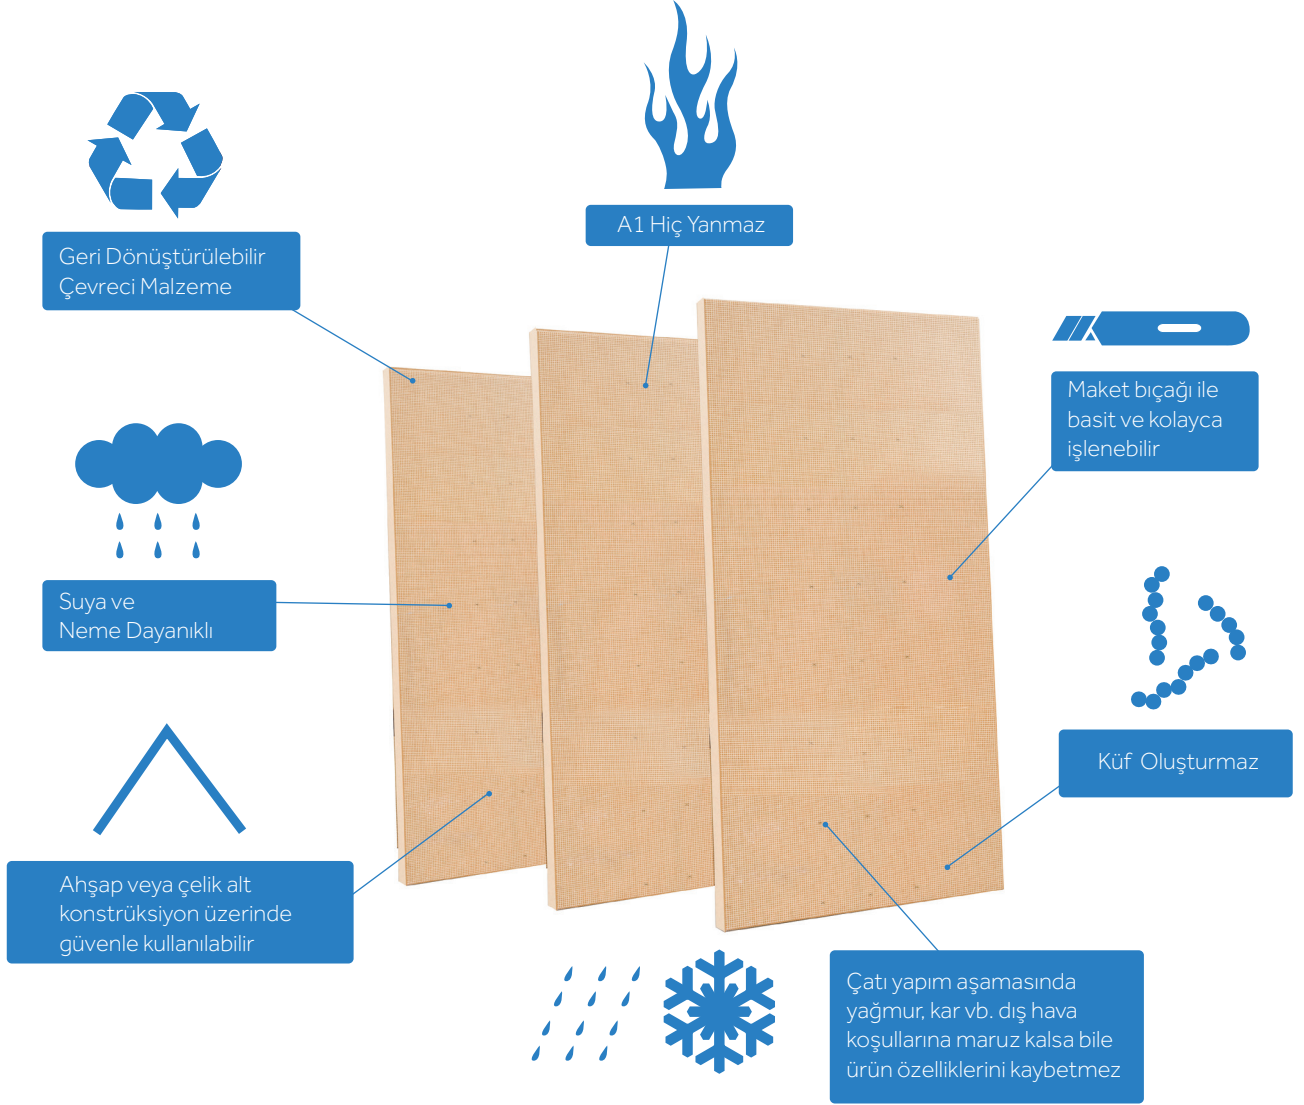 A1 Hiç Yanmaz
Geri Dönüştürülebilir
Çevreci Malzeme
Maket bıçağı ile
basit ve kolayca
işlenebilir
Suya ve
Neme Dayanıklı
Küf Oluşturmaz
Ahşap veya çelik alt
konstrüksiyon üzerinde
güvenle kullanılabilir
Çatı yapım aşamasında
yağmur, kar vb. dış hava
koşullarına maruz kalsa bile
ürün özelliklerini kaybetmez